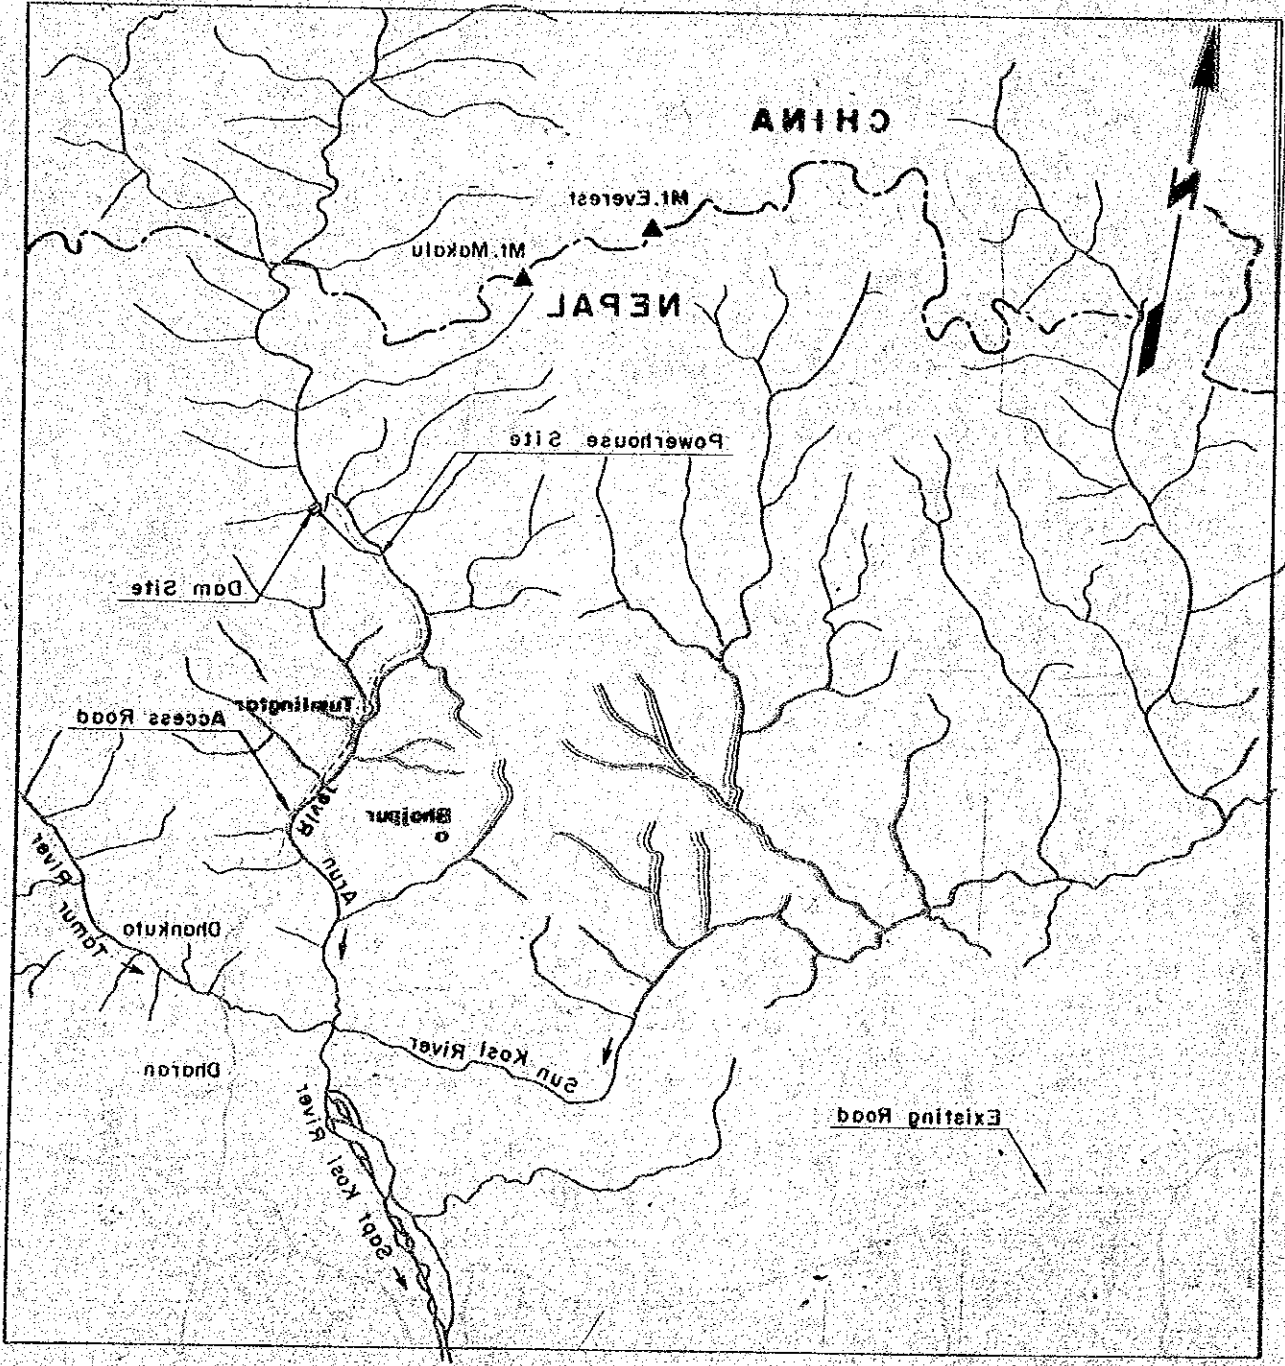 CHINA
N
Mt. Everest
Mt. Makalu
NEPAL
Powerhouse Site
Dam Site
Tumlingtar
Access Road
Bhojpur
Arun River
Tamur River
Dhankuta
Sun Kosi River
Dharan
Existing Road
Sapt Kosi River